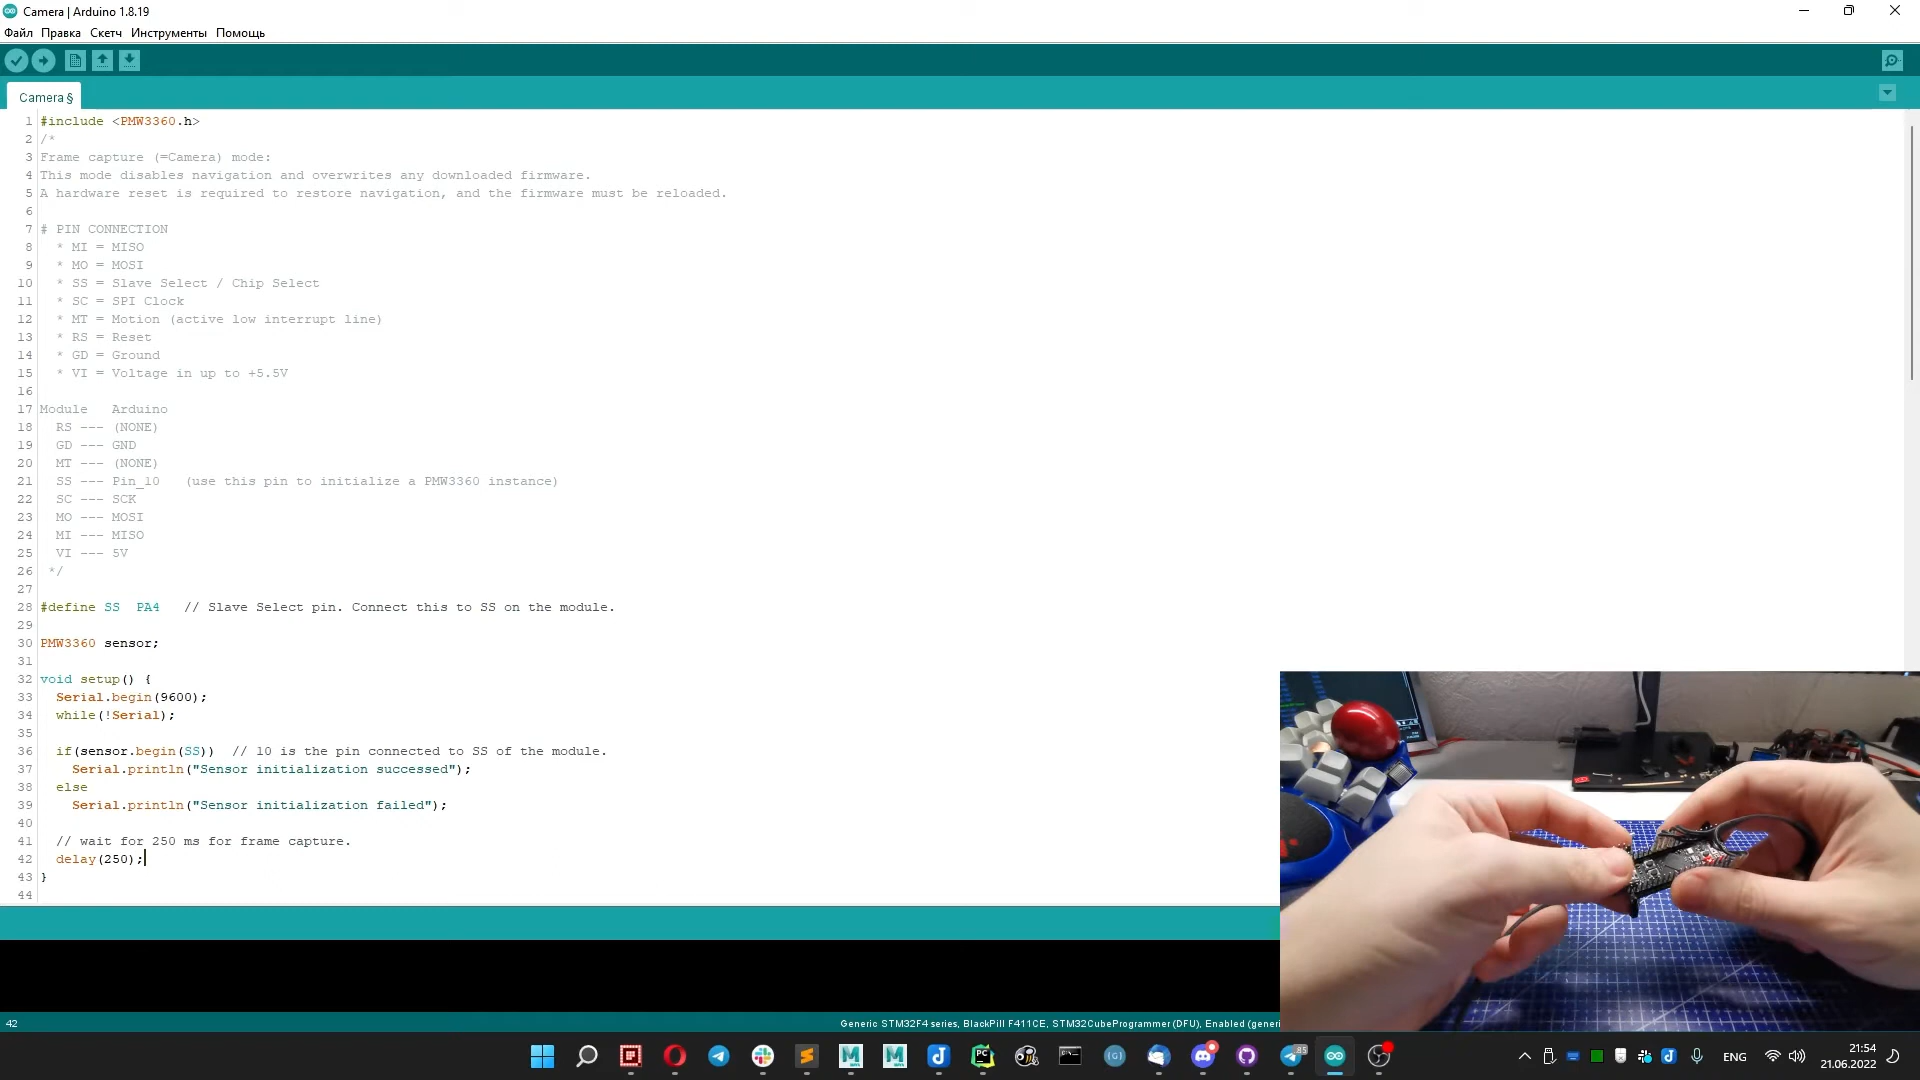 Camera | Arduino 1.8.19
Файл Правка Скетч Инструменты Помощь
Camera §
1 #include <PMW3360.h>
2 /*
3 Frame capture (=Camera) mode:
4 This mode disables navigation and overwrites any downloaded firmware.
5 A hardware reset is required to restore navigation, and the firmware must be reloaded.
6
7 # PIN CONNECTION
8 * MI = MISO
9 * MO = MOSI
10 * SS = Slave Select / Chip Select
11 * SC = SPI Clock
12 * MT = Motion (active low interrupt line)
13 * RS = Reset
14 * GD = Ground
15 * VI = Voltage in up to +5.5V
16
17 Module Arduino
18 RS --- (NONE)
19 GD --- GND
20 MT --- (NONE)
21 SS --- Pin_10 (use this pin to initialize a PMW3360 instance)
22 SC --- SCK
23 MO --- MOSI
24 MI --- MISO
25 VI --- 5V
26 */
27
28 #define SS PA4 // Slave Select pin. Connect this to SS on the module.
29
30 PMW3360 sensor;
31
32 void setup() {
33 Serial.begin(9600);
34 while(!Serial);
35
36 if(sensor.begin(SS)) // 10 is the pin connected to SS of the module.
37 Serial.println("Sensor initialization successed");
38 else
39 Serial.println("Sensor initialization failed");
40
41 // wait for 250 ms for frame capture.
42 delay(250);
43 }
44
42
Generic STM32F4 series, BlackPill F411CE, STM32CubeProgrammer (DFU), Enabled (generi
PC
85
ENG
21:54
21.06.2022